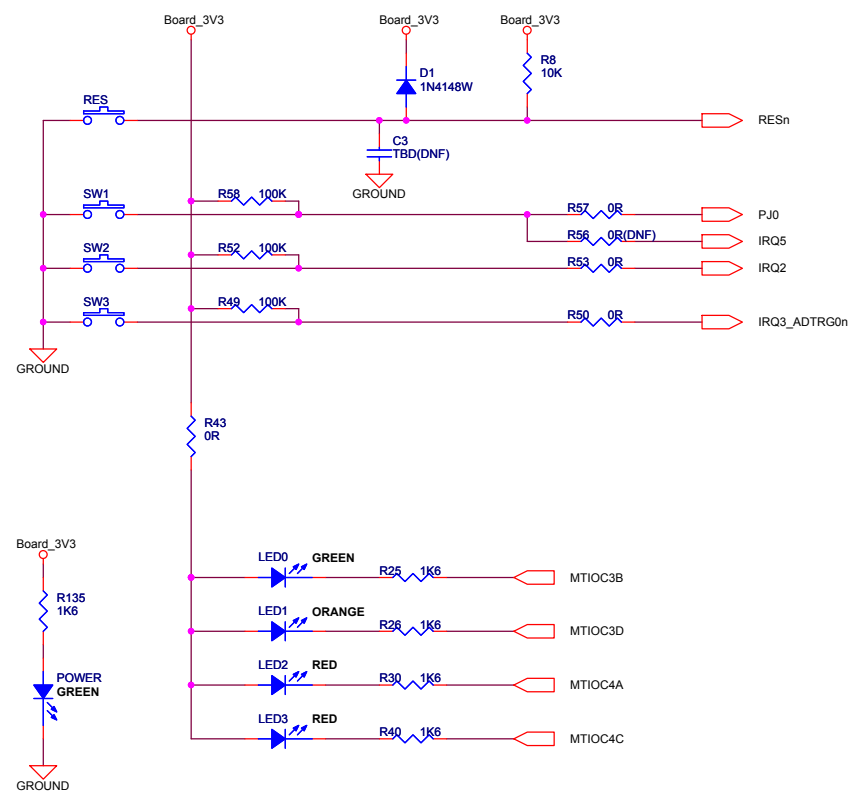 Board_3V3 Board_3V3 Board_3V3
D1
1N4148W
R8
10K
RES
RESn
C3
TBD(DNF)
GROUND
SW1
R58 100K
R57 0R
PJ0
R56 0R(DNF)
IRQ5
SW2
R52 100K
R53 0R
IRQ2
SW3
R49 100K
R50 0R
IRQ3_ADTRG0n
GROUND
R43
0R
Board_3V3
R135
1K6
POWER
GREEN
GROUND
LED0 GREEN
R25 1K6
MTIOC3B
LED1 ORANGE
R26 1K6
MTIOC3D
LED2 RED
R30 1K6
MTIOC4A
LED3 RED
R40 1K6
MTIOC4C